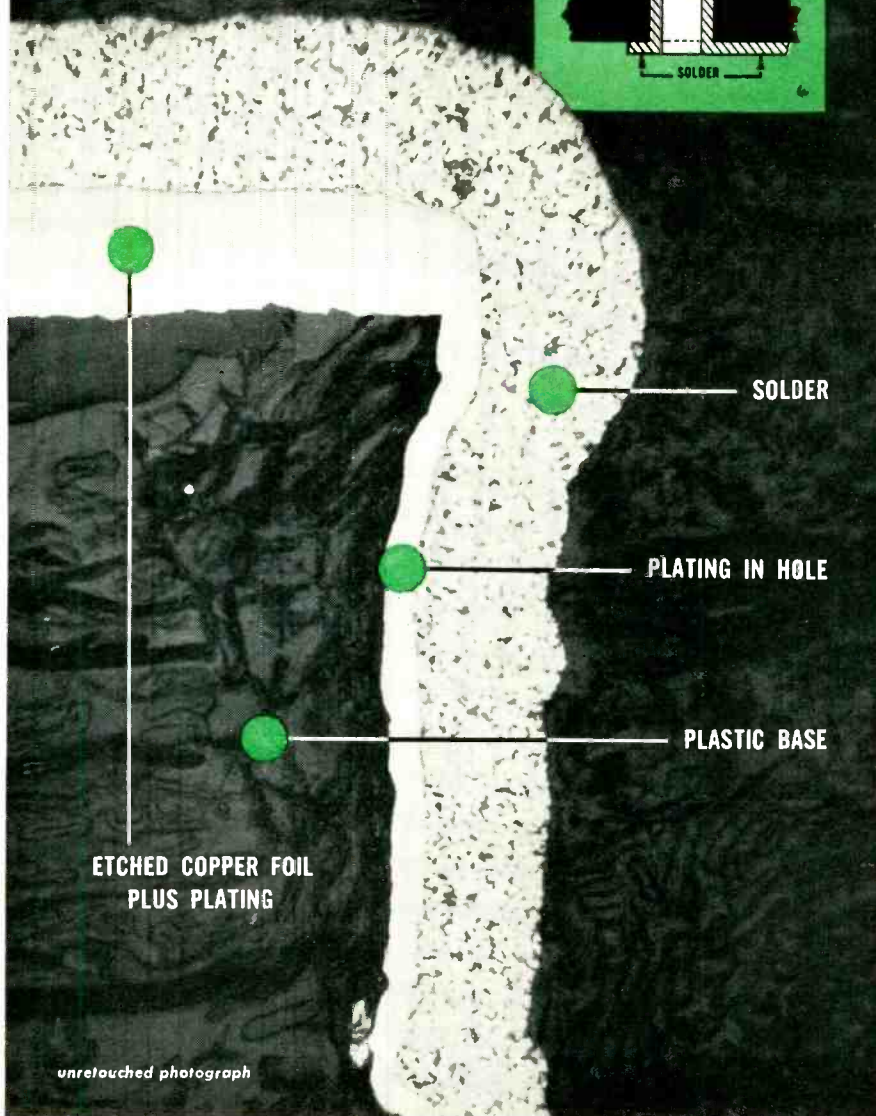 SOLDER
SOLDER
PLATING IN HOLE
PLASTIC BASE
ETCHED COPPER FOIL
PLUS PLATING
unretouched photograph